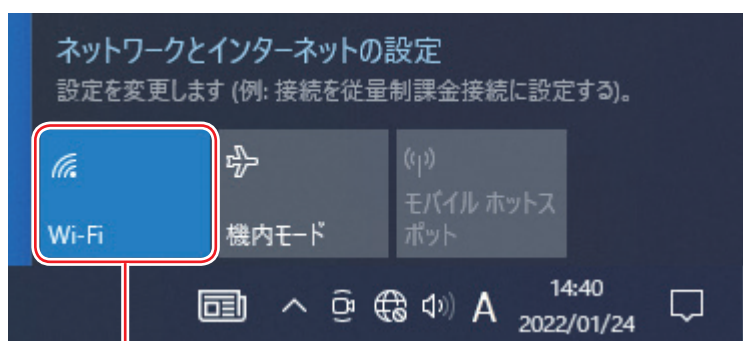 ネットワークとインターネットの設定
設定を変更します (例: 接続を従量制課金接続に設定する)。
Wi-Fi
機内モード
モバイル ホットス
ポット
A
14:40
2022/01/24